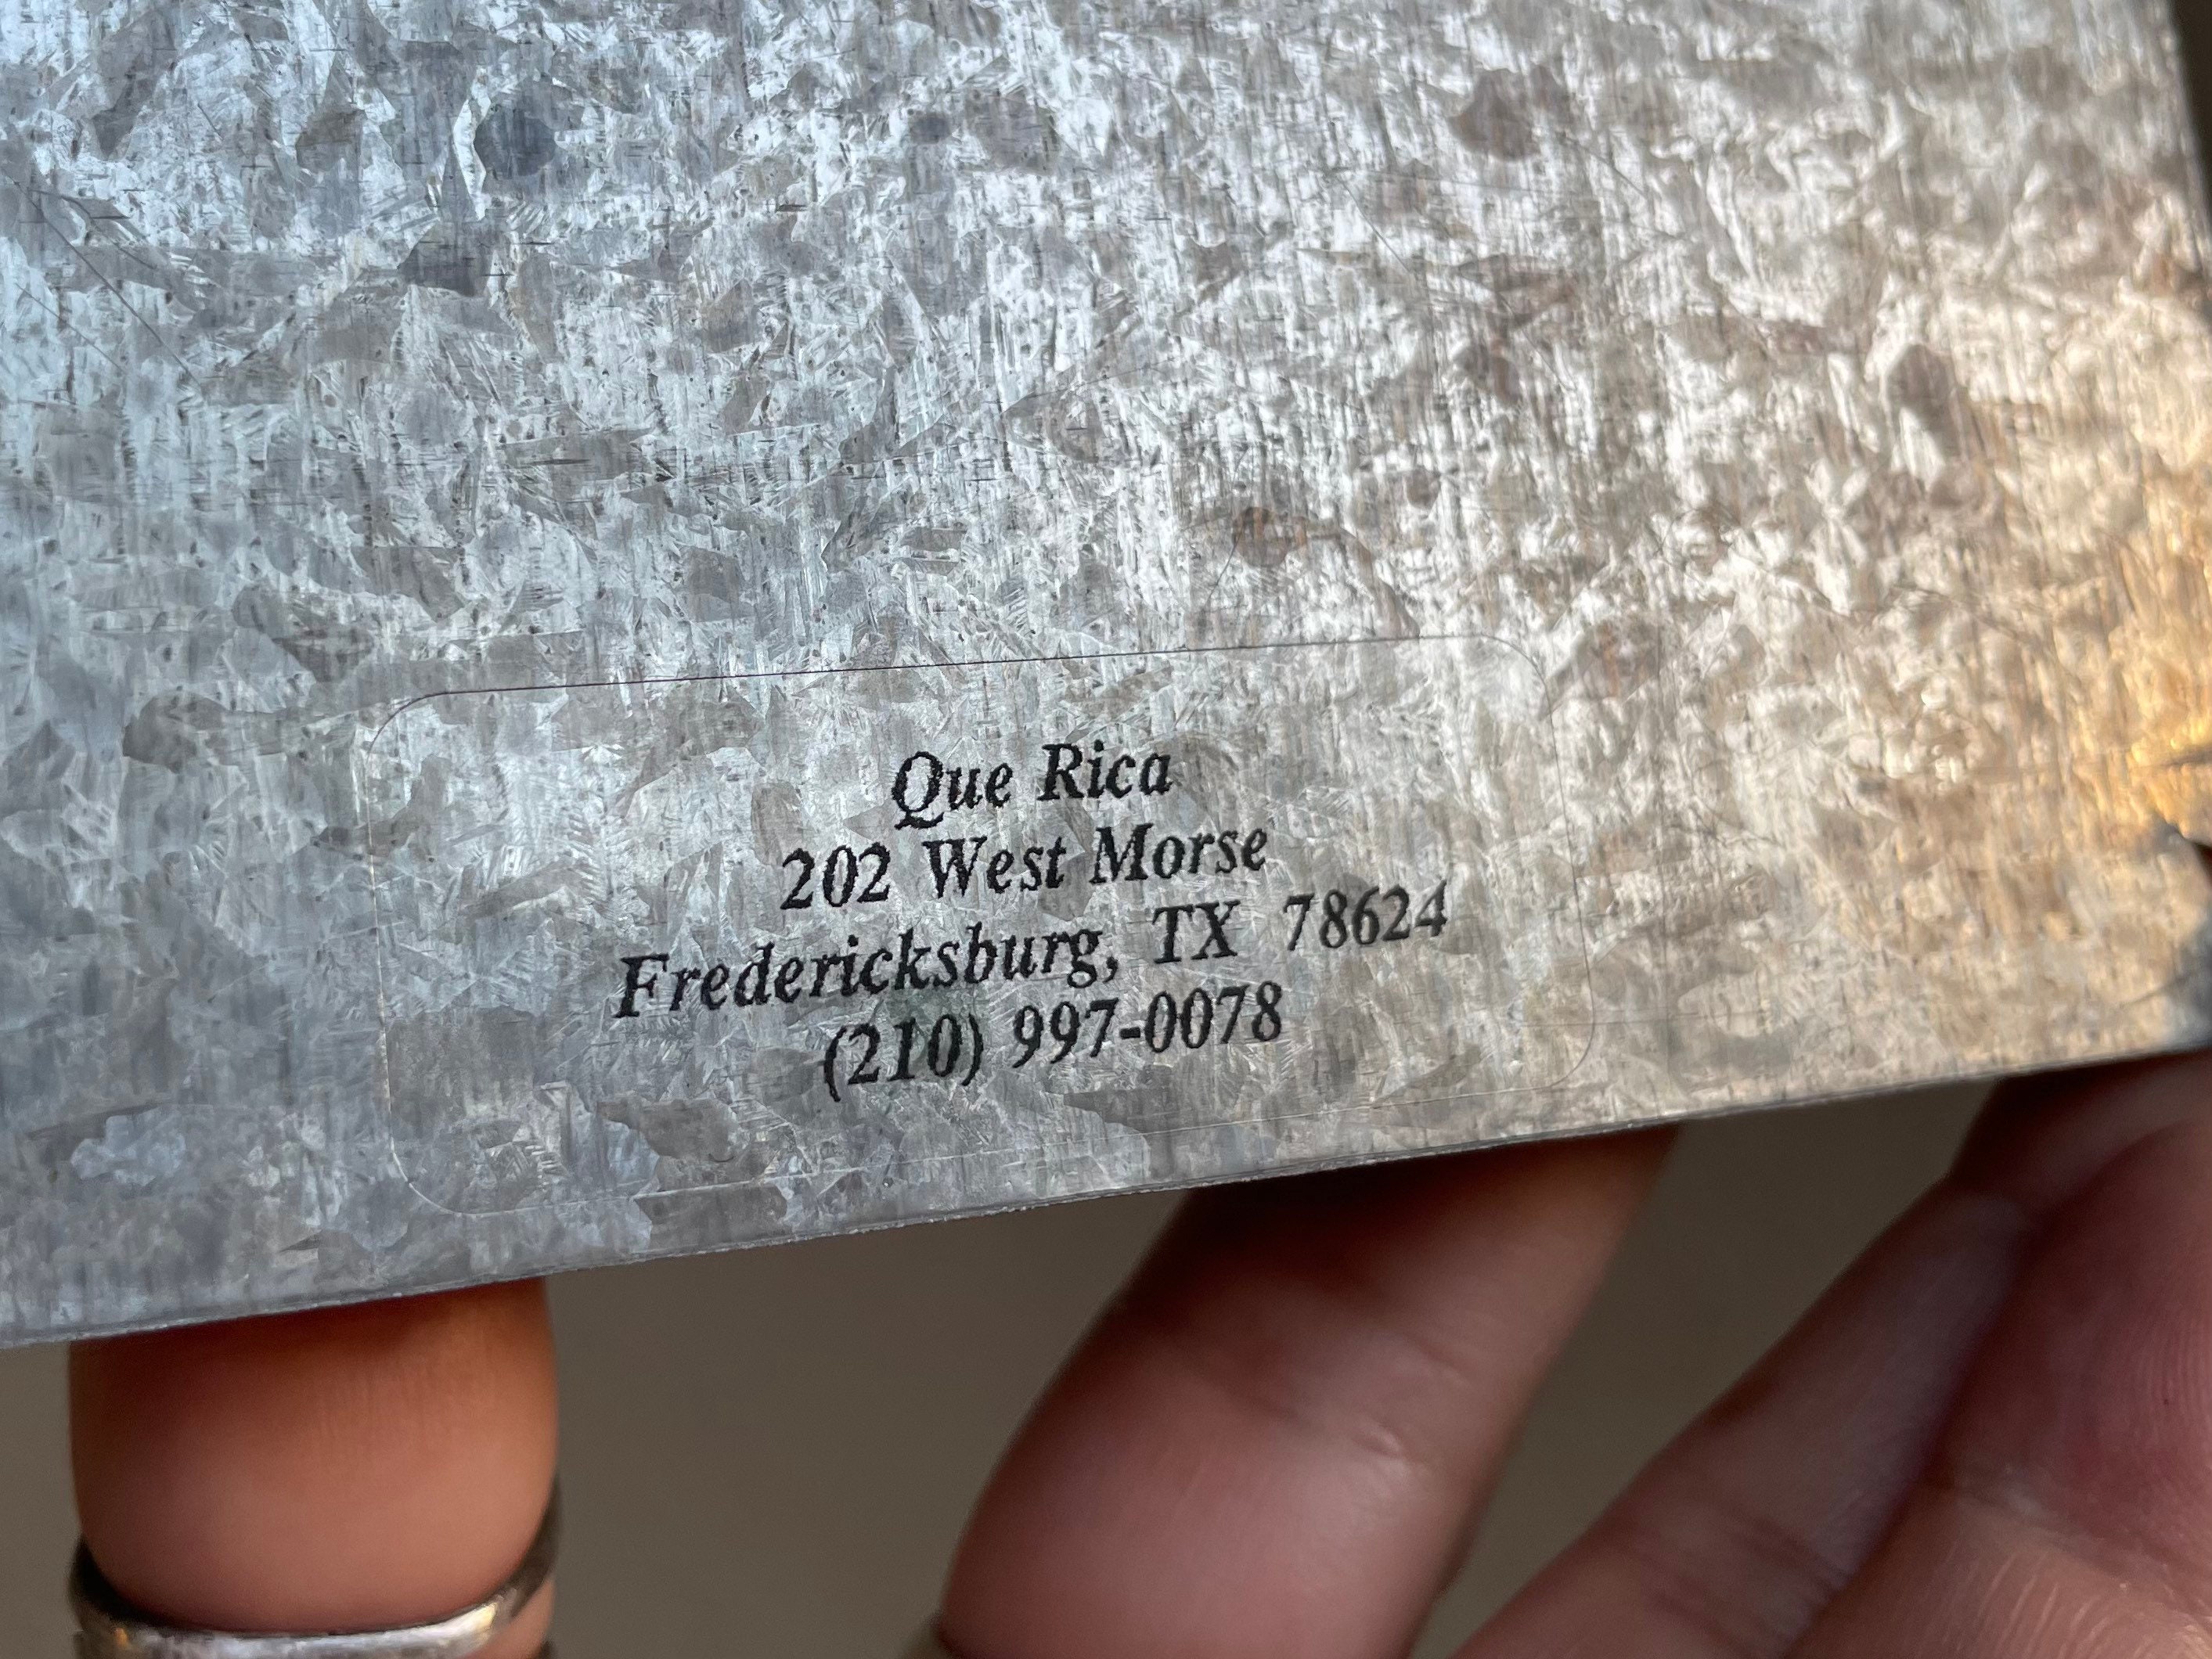 Que Rica
202 West Morse
Fredericksburg, TX 78624
(210) 997-0078